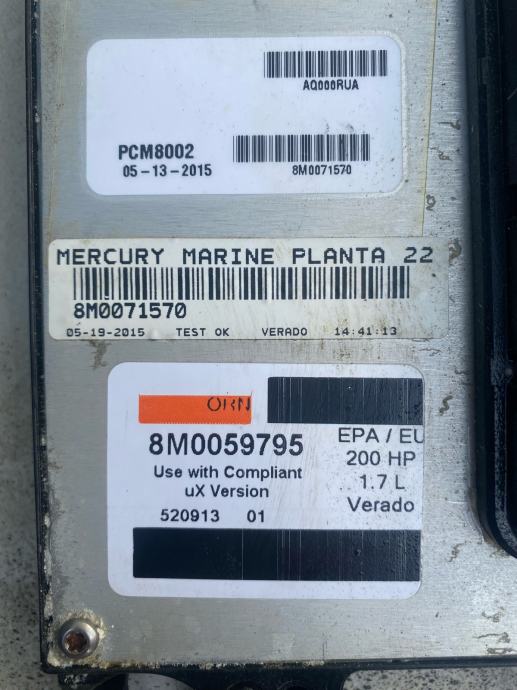 AQ000RUA
PCM8002
05-13-2015
8M0071570
MERCURY MARINE PLANTA 22
8M0071570
05-19-2015 TEST OK VERADO 14:41:13
ORN
8M0059795
EPA / EU
Use with Compliant
200 HP
uX Version
1.7 L
520913 01
Verado